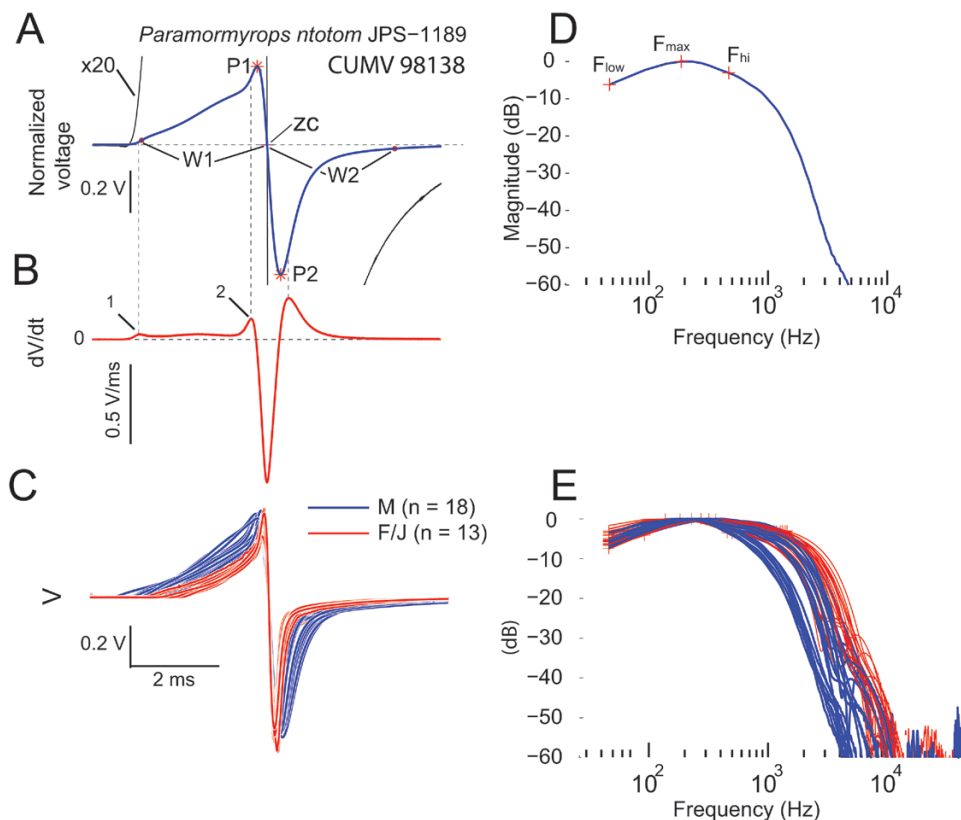 A
Paramormyrops ntotom JPS−1189
CUMV 98138
x20
P1
ZC
W1
W2
Normalized
voltage
0.2 V
P2
B
1
2
dV/dt
0
0.5 V/ms
C
M (n = 18)
F/J (n = 13)
V
0.2 V
2 ms
D
F_low
F_max
F_hi
Magnitude (dB)
0
−10
−20
−30
−40
−50
−60
10^2
10^3
10^4
Frequency (Hz)
E
(dB)
0
−10
−20
−30
−40
−50
−60
10^2
10^3
10^4
Frequency (Hz)